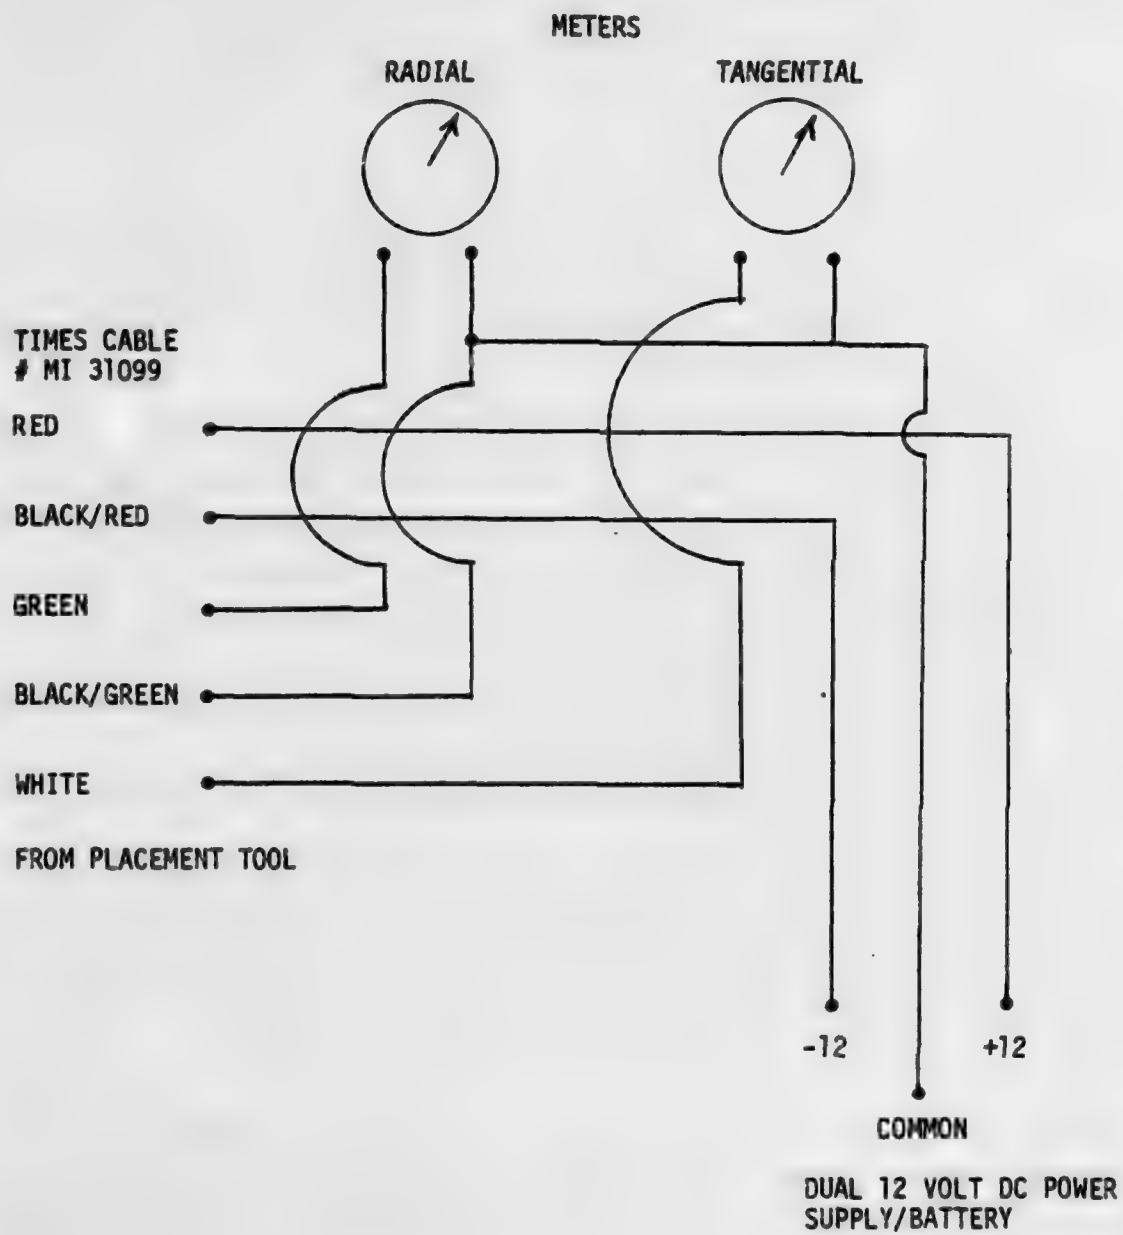 METERS
RADIAL
TANGENTIAL
TIMES CABLE
# MI 31099
RED
BLACK/RED
GREEN
BLACK/GREEN
WHITE
FROM PLACEMENT TOOL
-12
+12
COMMON
DUAL 12 VOLT DC POWER
SUPPLY/BATTERY